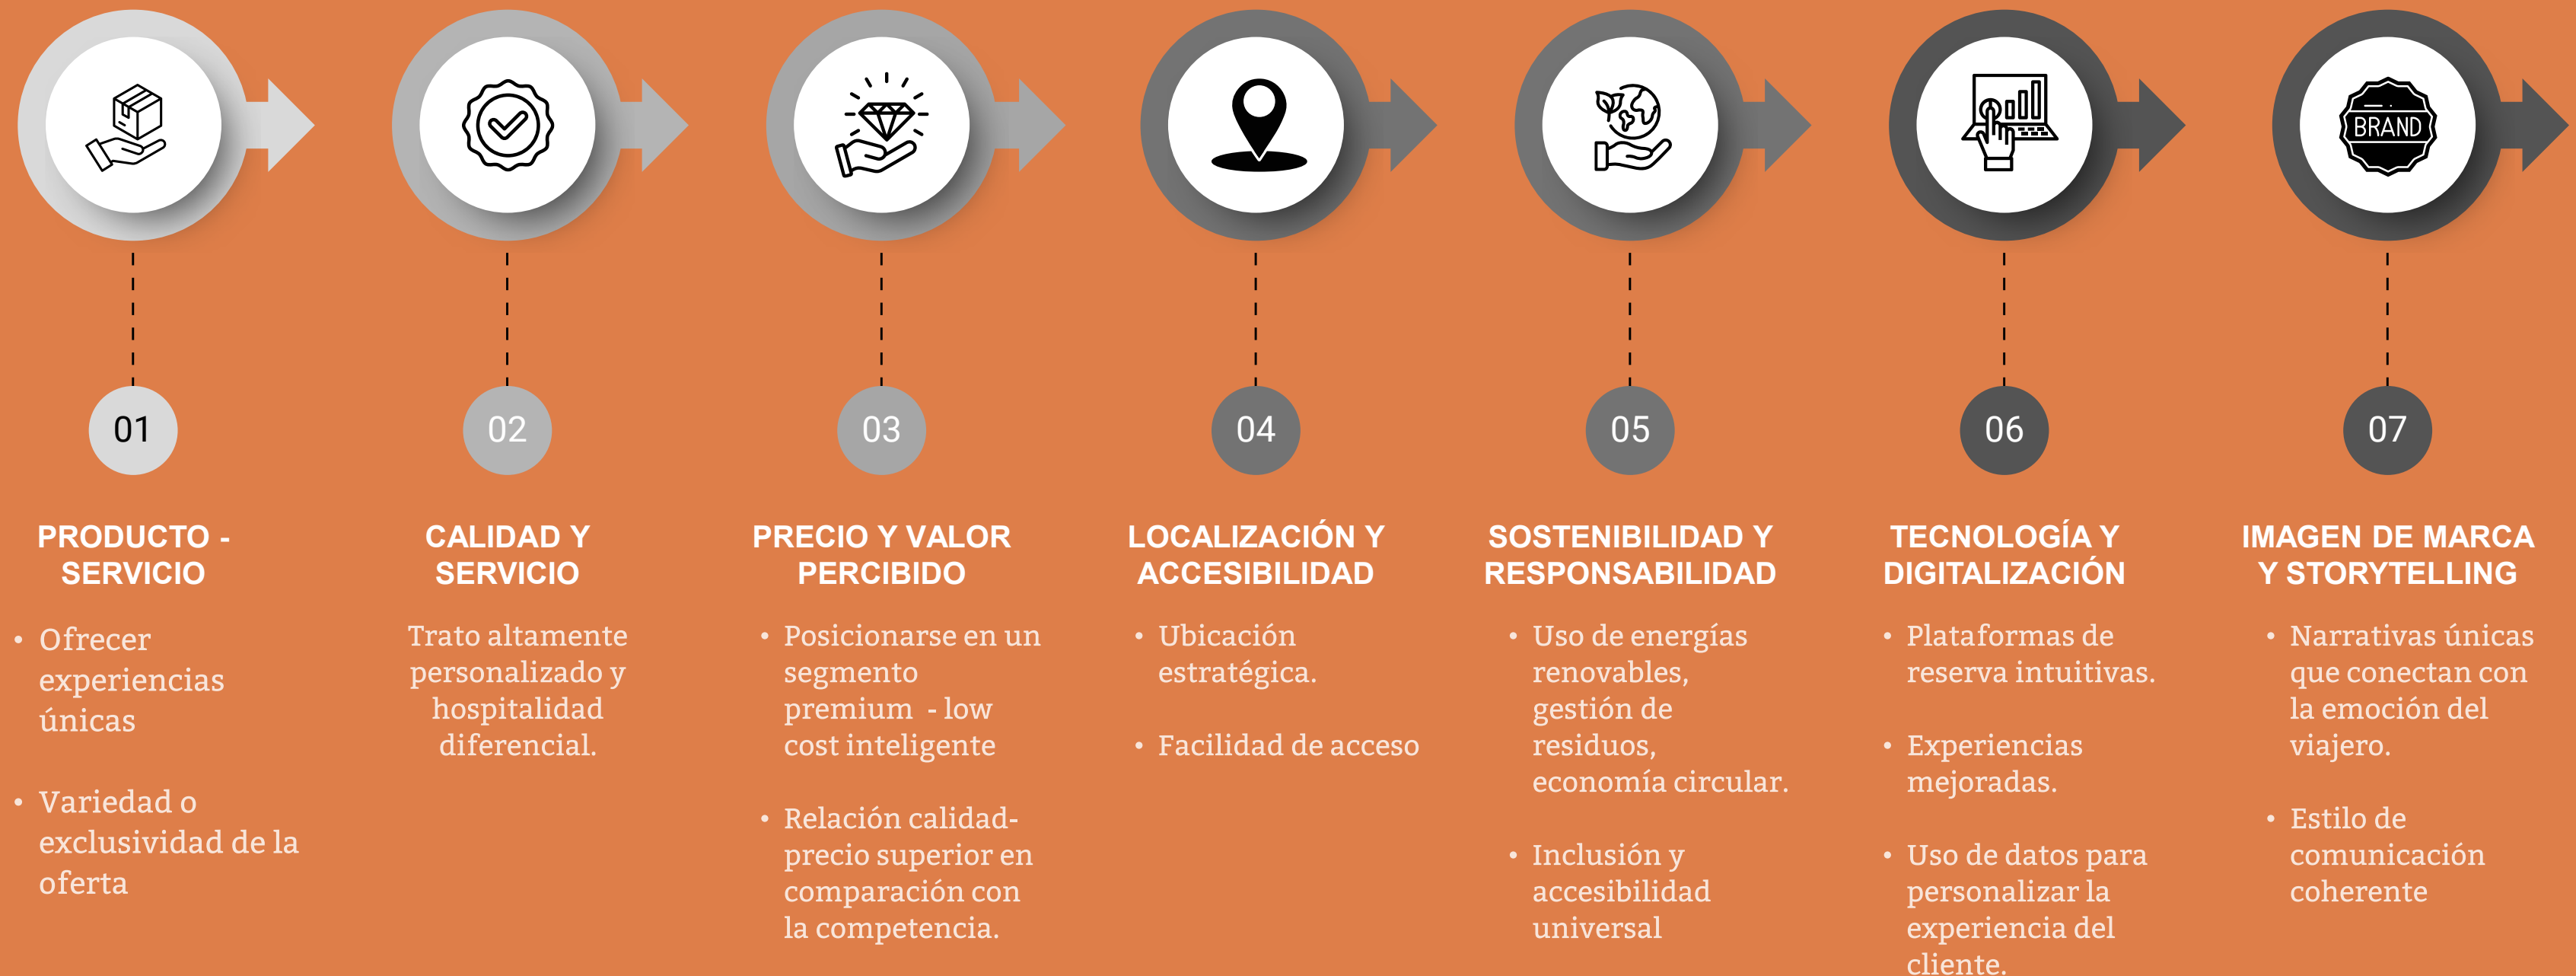 BRAND
01
02
03
04
05
06
07
PRODUCTO -
SERVICIO
• Ofrecer
experiencias
únicas
• Variedad o
exclusividad de la
oferta
CALIDAD Y
SERVICIO
Trato altamente
personalizado y
hospitalidad
diferencial.
PRECIO Y VALOR
PERCIBIDO
• Posicionarse en un
segmento
premium - low
cost inteligente
• Relación calidad-
precio superior en
comparación con
la competencia.
LOCALIZACIÓN Y
ACCESIBILIDAD
• Ubicación
estratégica.
• Facilidad de acceso
SOSTENIBILIDAD Y
RESPONSABILIDAD
• Uso de energías
renovables,
gestión de
residuos,
economía circular.
• Inclusión y
accesibilidad
universal
TECNOLOGÍA Y
DIGITALIZACIÓN
• Plataformas de
reserva intuitivas.
• Experiencias
mejoradas.
• Uso de datos para
personalizar la
experiencia del
cliente.
IMAGEN DE MARCA
Y STORYTELLING
• Narrativas únicas
que conectan con
la emoción del
viajero.
• Estilo de
comunicación
coherente